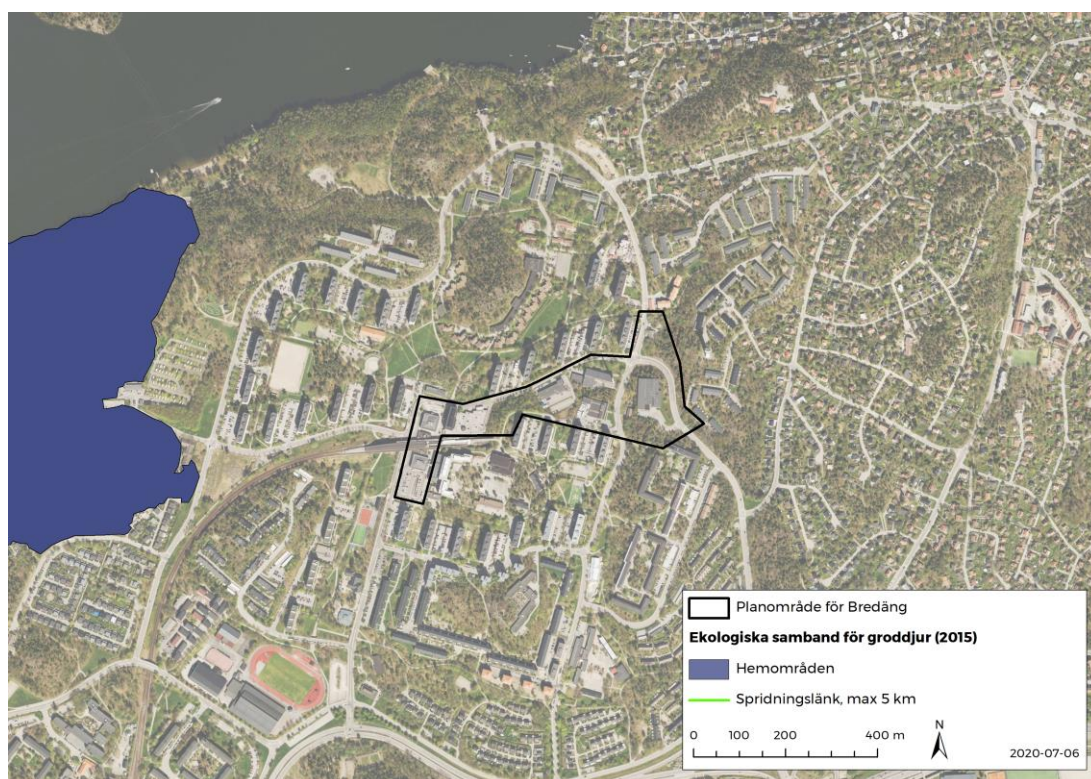 Planområde för Bredäng
Ekologiska samband för groddjur (2015)
Hemområden
Spridningslänk, max 5 km
0 100 200 400 m
N
2020-07-06